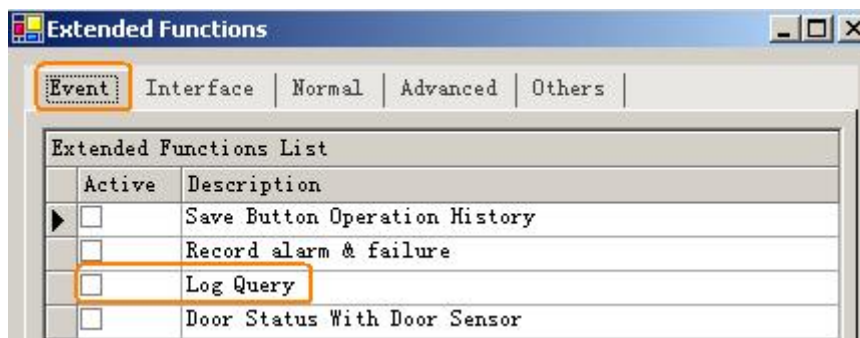 Extended Functions
Event Interface | Normal | Advanced | Others |
Extended Functions List
Active Description
Save Button Operation History
Record alarm & failure
Log Query
Door Status With Door Sensor